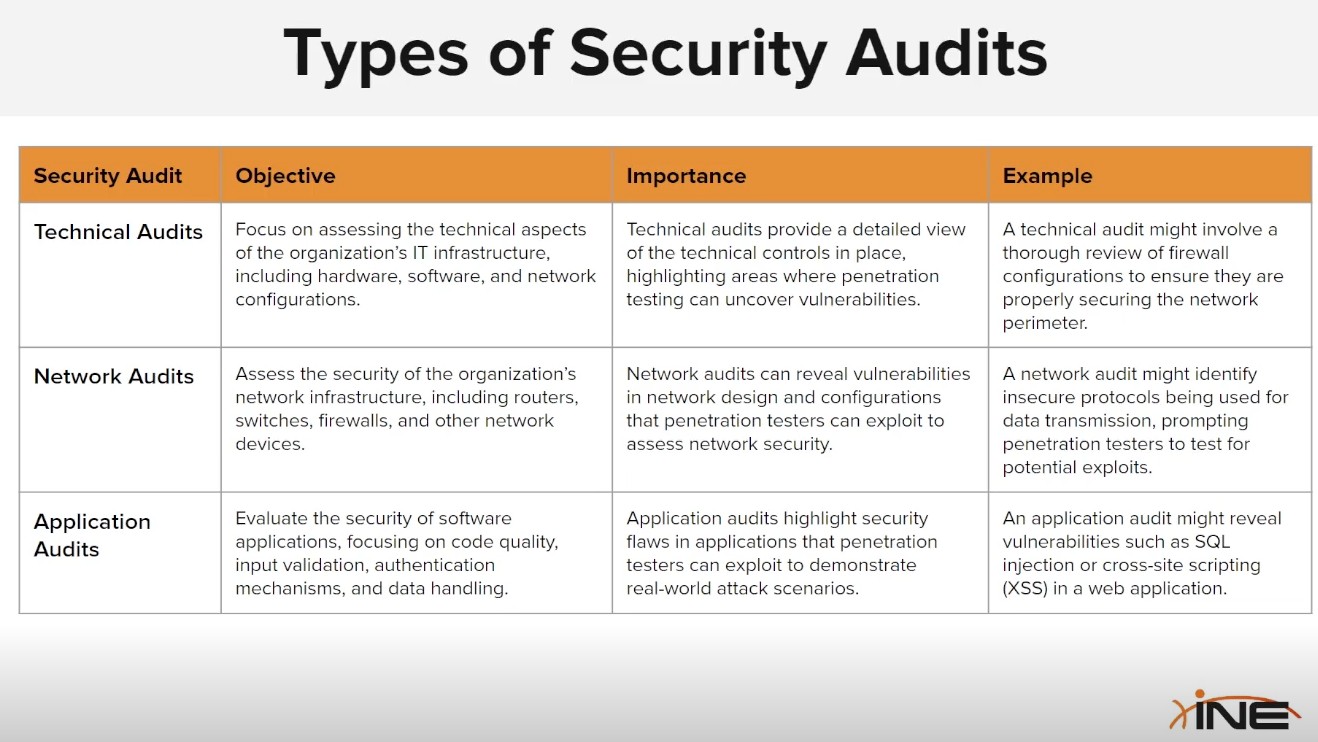 Types of Security Audits
Security Audit
Objective
Importance
Example
Technical Audits
Focus on assessing the technical aspects
of the organization’s IT infrastructure,
including hardware, software, and network
configurations.
Technical audits provide a detailed view
of the technical controls in place,
highlighting areas where penetration
testing can uncover vulnerabilities.
A technical audit might involve a
thorough review of firewall
configurations to ensure they are
properly securing the network
perimeter.
Network Audits
Assess the security of the organization’s
network infrastructure, including routers,
switches, firewalls, and other network
devices.
Network audits can reveal vulnerabilities
in network design and configurations
that penetration testers can exploit to
assess network security.
A network audit might identify
insecure protocols being used for
data transmission, prompting
penetration testers to test for
potential exploits.
Application
Audits
Evaluate the security of software
applications, focusing on code quality,
input validation, authentication
mechanisms, and data handling.
Application audits highlight security
flaws in applications that penetration
testers can exploit to demonstrate
real-world attack scenarios.
An application audit might reveal
vulnerabilities such as SQL
injection or cross-site scripting
(XSS) in a web application.
iNE